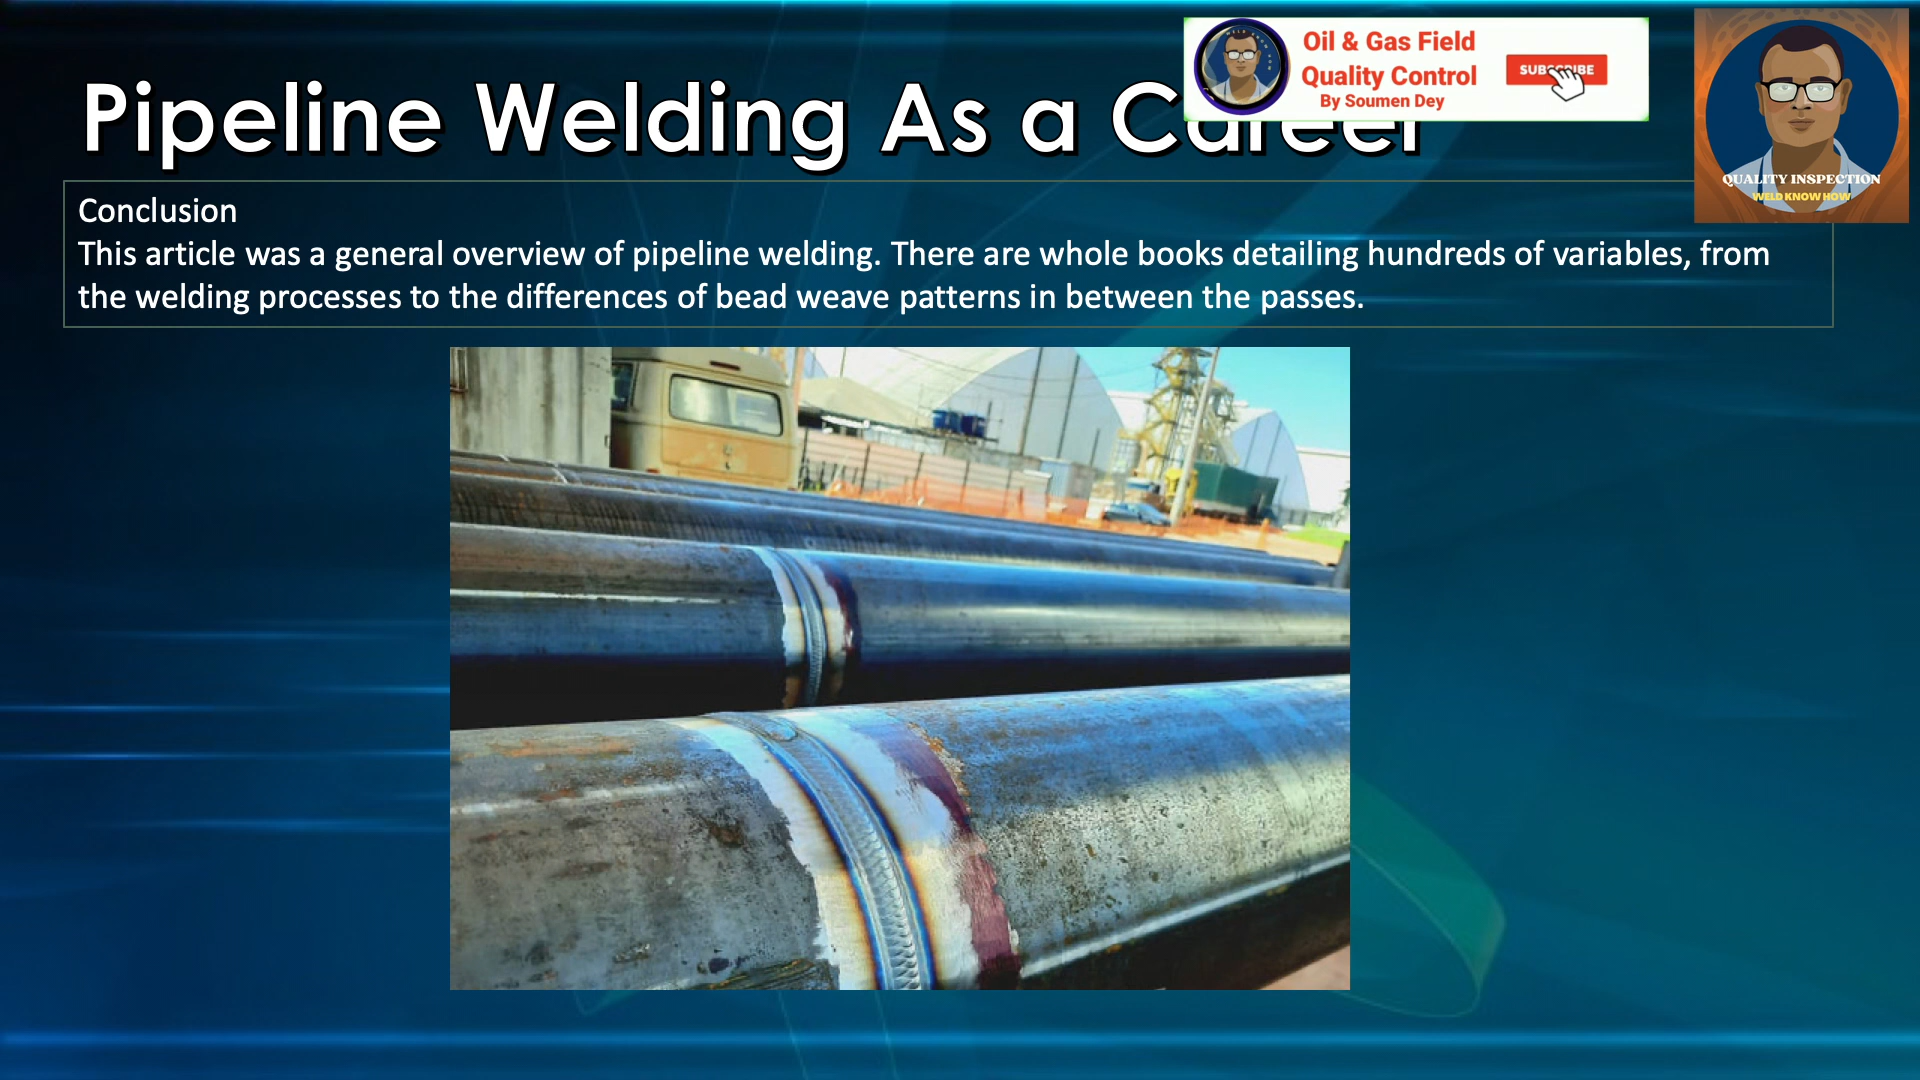 Pipeline Welding As a Career
Oil & Gas Field
Quality Control
By Soumen Dey
SUBSCRIBE
QUALITY INSPECTION
WELD KNOW HOW
Conclusion
This article was a general overview of pipeline welding. There are whole books detailing hundreds of variables, from
the welding processes to the differences of bead weave patterns in between the passes.